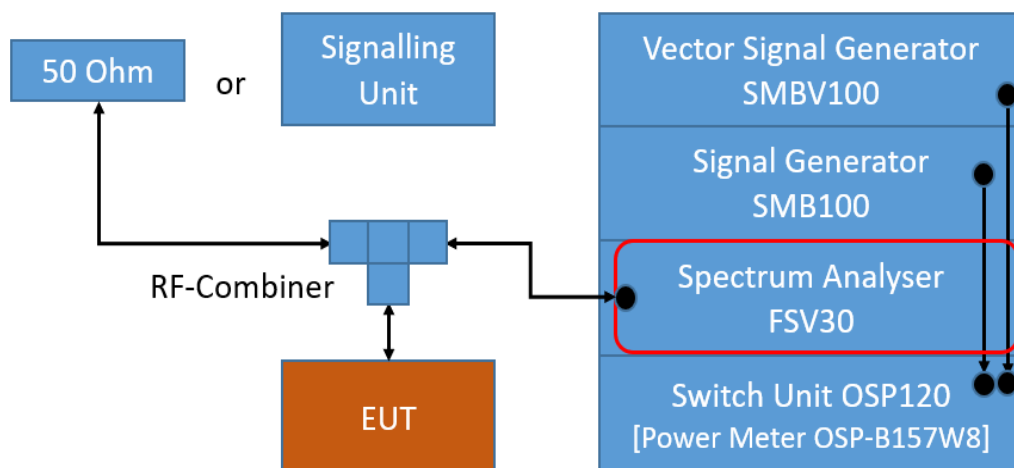 50 Ohm
or
Signalling
Unit
RF-Combiner
EUT
Vector Signal Generator
SMBV100
Signal Generator
SMB100
Spectrum Analyser
FSV30
Switch Unit OSP120
[Power Meter OSP-B157W8]